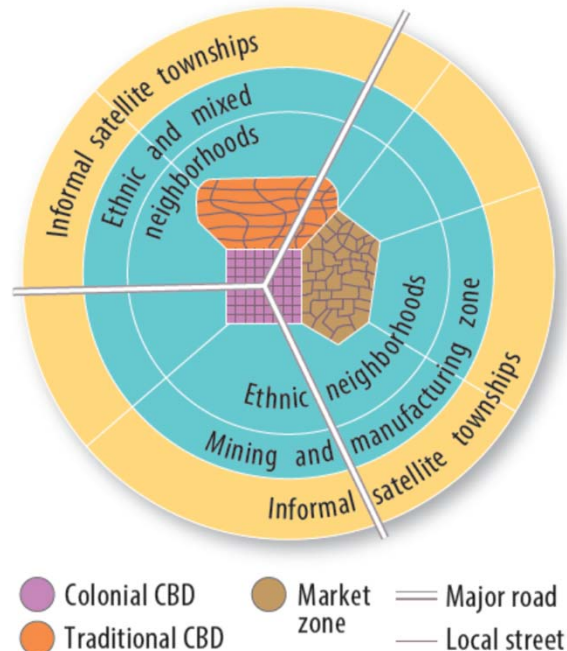 Informal satellite townships
Ethnic and mixed
neighborhoods
Ethnic neighborhoods
Mining and manufacturing zone
Informal satellite townships
Colonial CBD
Traditional CBD
Market
zone
Major road
Local street